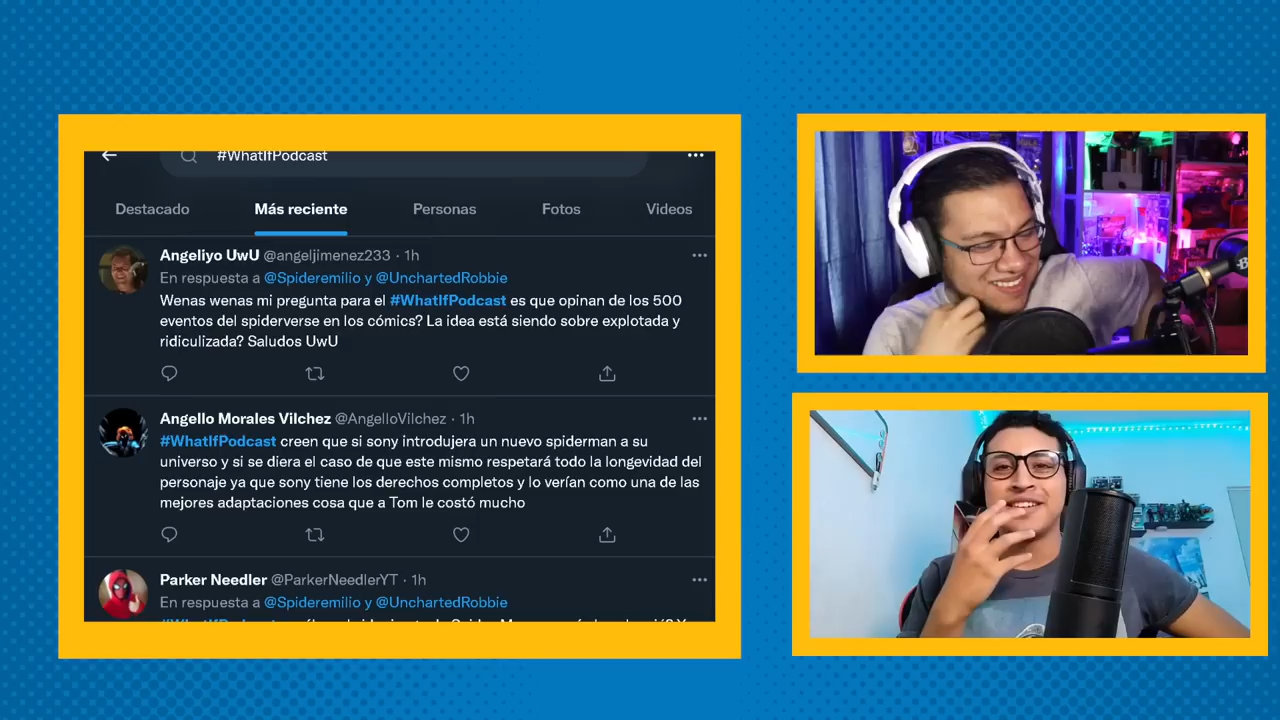 #WhatIfPodcast
Destacado Más reciente Personas Fotos Videos
Angeliyo UwU @angeljimenez233 · 1h
En respuesta a @Spideremilio y @UnchartedRobbie
Wenas wenas mi pregunta para el #WhatIfPodcast es que opinan de los 500
eventos del spiderverse en los cómics? La idea está siendo sobre explotada y
ridiculizada? Saludos UwU
Angello Morales Vilchez @AngelloVilchez · 1h
#WhatIfPodcast creen que si sony introdujera un nuevo spiderman a su
universo y si se diera el caso de que este mismo respetará todo la longevidad del
personaje ya que sony tiene los derechos completos y lo verían como una de las
mejores adaptaciones cosa que a Tom le costó mucho
Parker Needler @ParkerNeedlerYT · 1h
En respuesta a @Spideremilio y @UnchartedRobbie